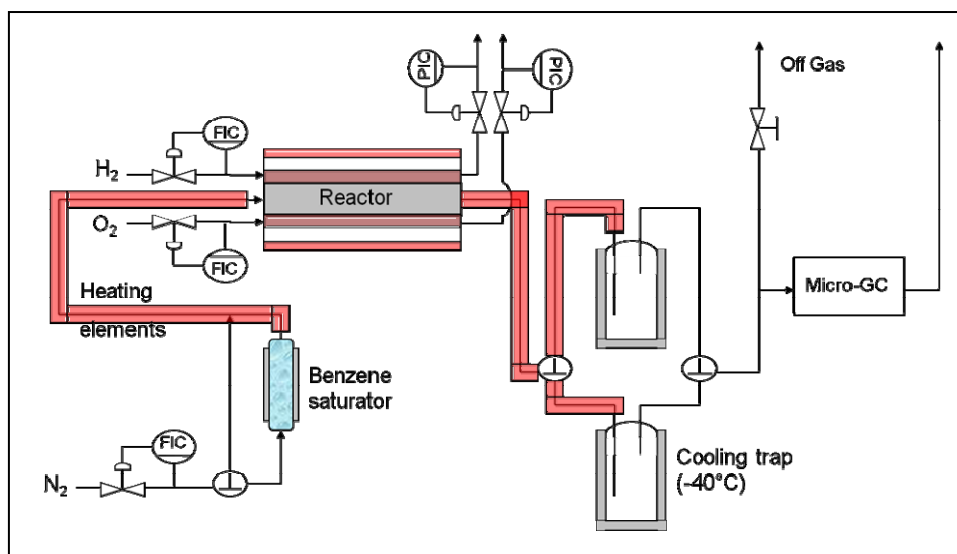 PIC
PIC
Off Gas
FIC
H₂
Reactor
O₂
FIC
Micro-GC
Heating
elements
Benzene
saturator
FIC
N₂
Cooling trap
(-40°C)